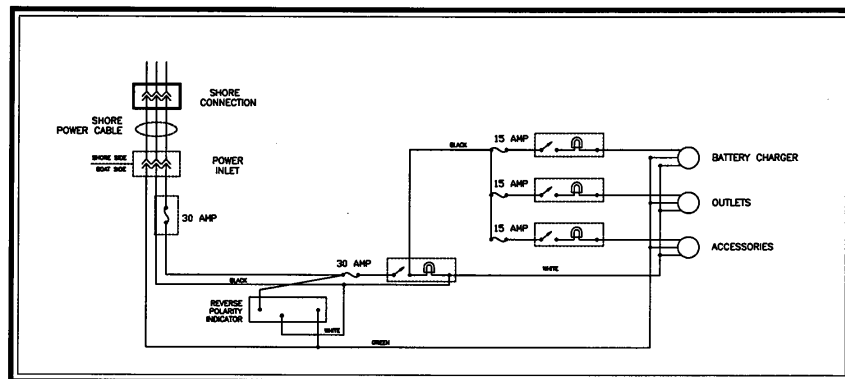 SHORE
CONNECTION
SHORE
POWER CABLE
SHORE SIDE
BOAT SIDE
POWER
INLET
30 AMP
BLACK
15 AMP
BATTERY CHARGER
15 AMP
OUTLETS
15 AMP
ACCESSORIES
30 AMP
WHITE
BLACK
REVERSE
POLARITY
INDICATOR
WHITE
GREEN